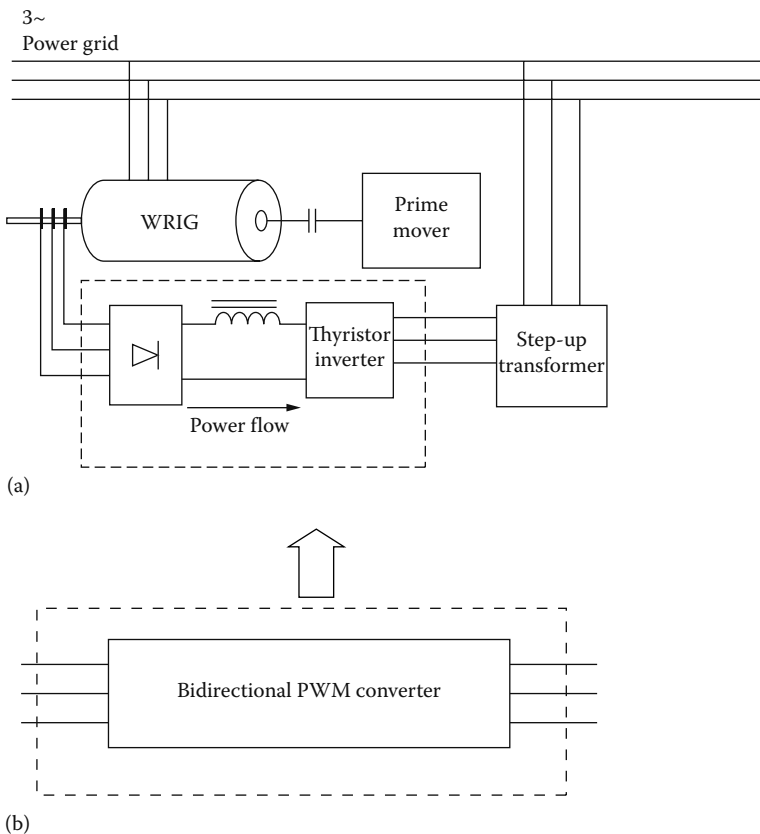 3~
Power grid
WRIG
Prime
mover
Thyristor
inverter
Step-up
transformer
Power flow
(a)
Bidirectional PWM converter
(b)